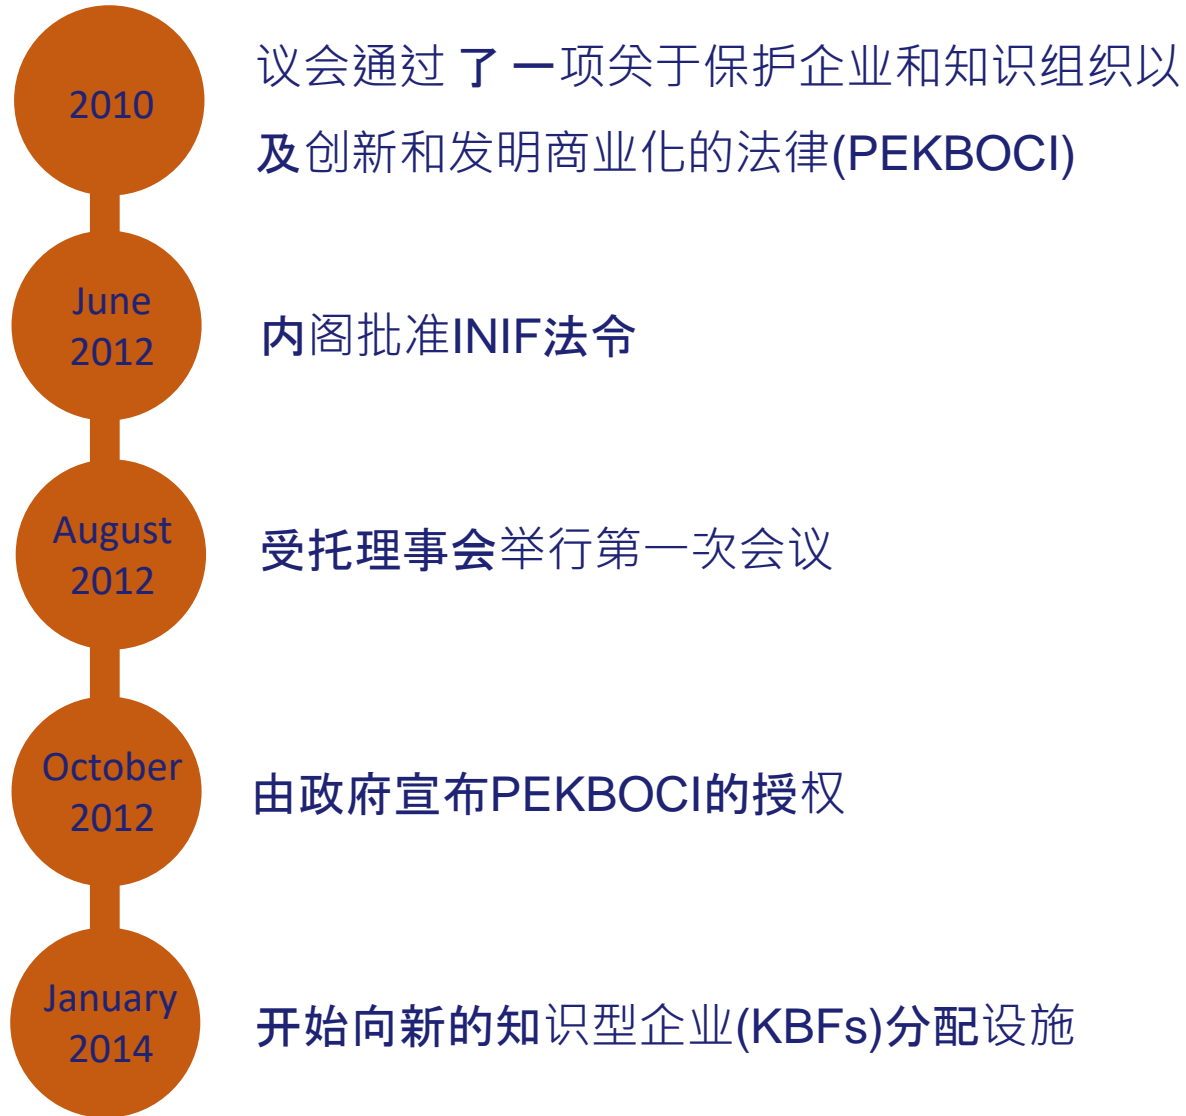 2010
议会通过 了 一项关于保护企业和知识组织以
及创新和发明商业化的法律(PEKBOCI)
June
2012
内阁批准INIF法令
August
2012
受托理事会举行第一次会议
October
2012
由政府宣布PEKBOCI的授权
January
2014
开始向新的知识型企业(KBFs)分配设施